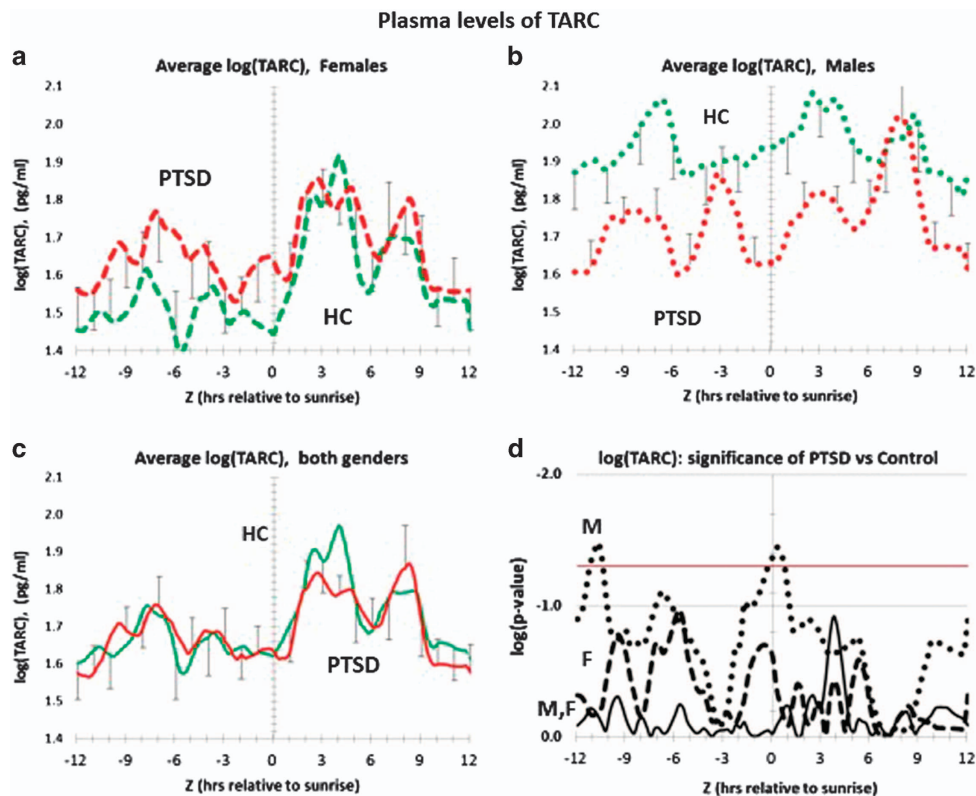 Plasma levels of TARC
a
Average log(TARC), Females
log(TARC), (pg/ml)
2.1
2.0
1.9
1.8
1.7
1.6
1.5
1.4
PTSD
HC
-12 -9 -6 -3 0 3 6 9 12
Z (hrs relative to sunrise)
b
Average log(TARC), Males
log(TARC), (pg/ml)
2.1
2.0
1.9
1.8
1.7
1.6
1.5
1.4
HC
PTSD
-12 -9 -6 -3 0 3 6 9 12
Z (hrs relative to sunrise)
c
Average log(TARC), both genders
log(TARC), (pg/ml)
2.1
2.0
1.9
1.8
1.7
1.6
1.5
1.4
HC
PTSD
-12 -9 -6 -3 0 3 6 9 12
Z (hrs relative to sunrise)
d
log(TARC): significance of PTSD vs Control
log(p-value)
-2.0
-1.0
0.0
M
F
M,F
-12 -9 -6 -3 0 3 6 9 12
Z (hrs relative to sunrise)